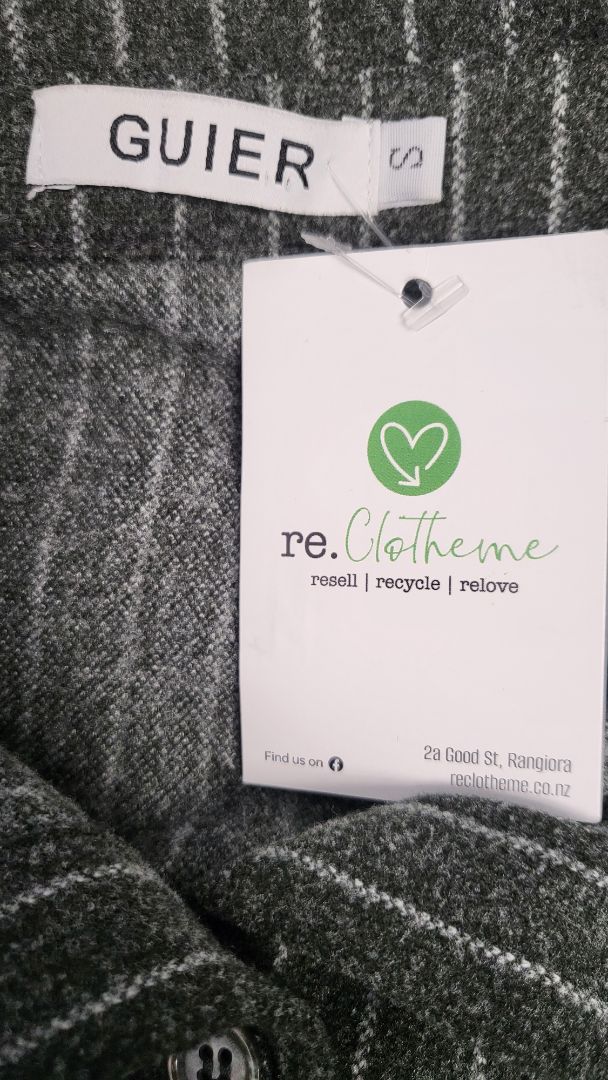 GUIER
S
re.Clotheme
resell | recycle | relove
Find us on
2a Good St, Rangiora
reclotheme.co.nz